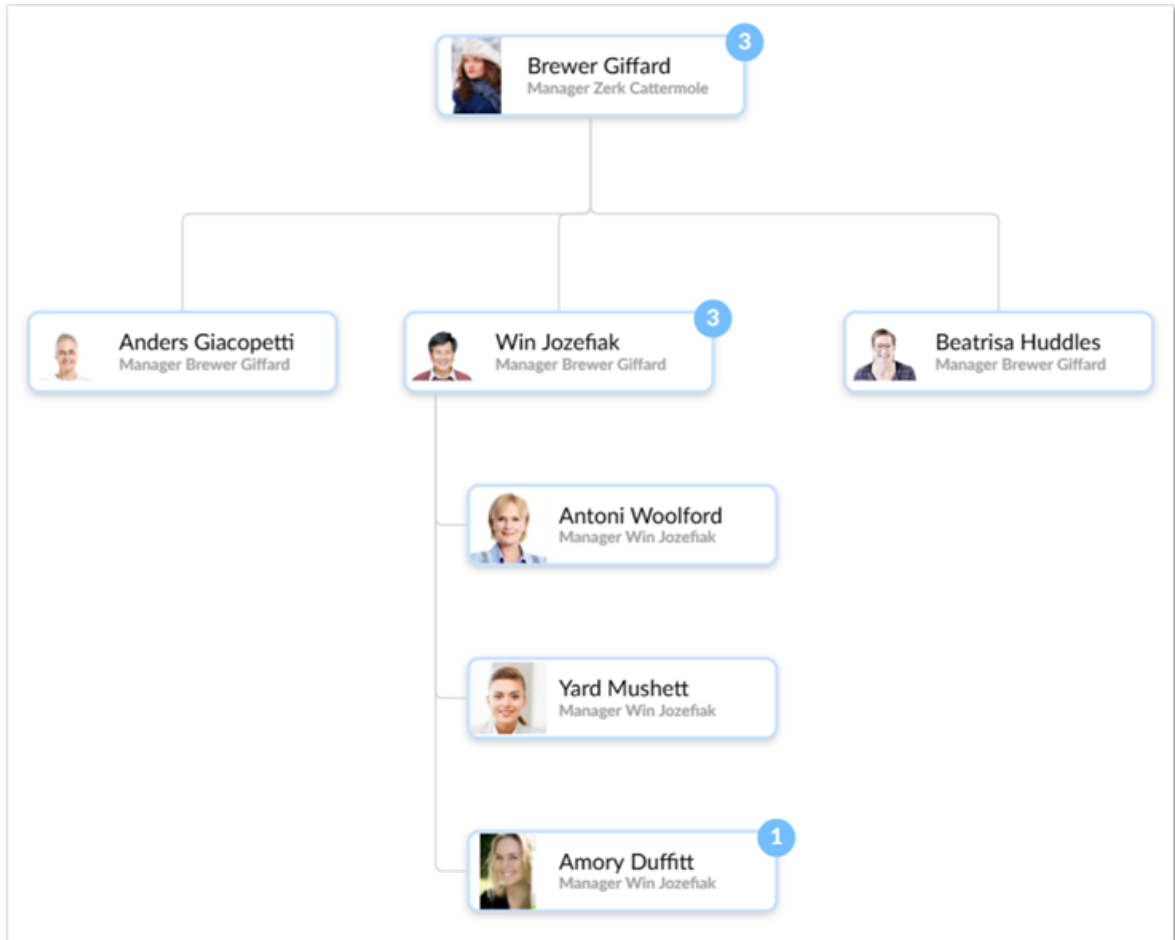 3
Brewer Giffard
Manager Zerk Cattermole
Anders Giacopetti
Manager Brewer Giffard
3
Win Jozefiak
Manager Brewer Giffard
Beatrisa Huddles
Manager Brewer Giffard
Antoni Woolford
Manager Win Jozefiak
Yard Mushett
Manager Win Jozefiak
1
Amory Duffitt
Manager Win Jozefiak